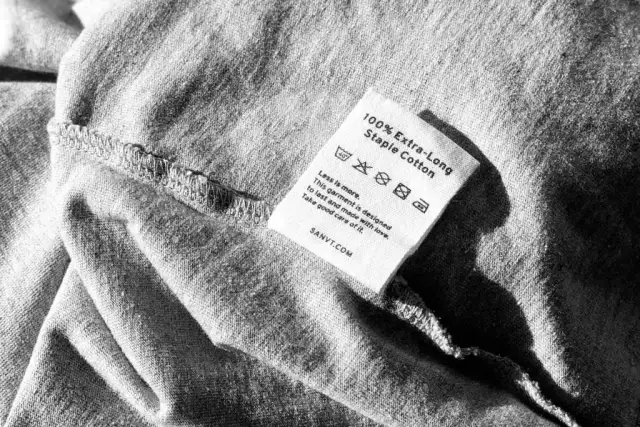 100% Extra-Long
Staple Cotton
Less is more.
This garment is designed
to last and made with love.
Take good care of it.
SANVT.COM